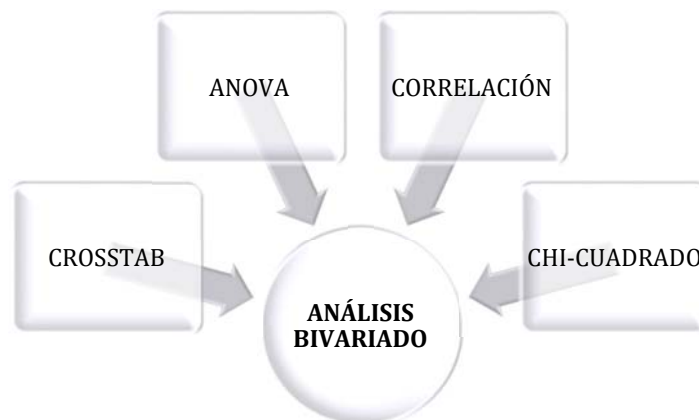 ANOVA
CORRELACIÓN
CROSSTAB
CHI-CUADRADO
ANÁLISIS
BIVARIADO